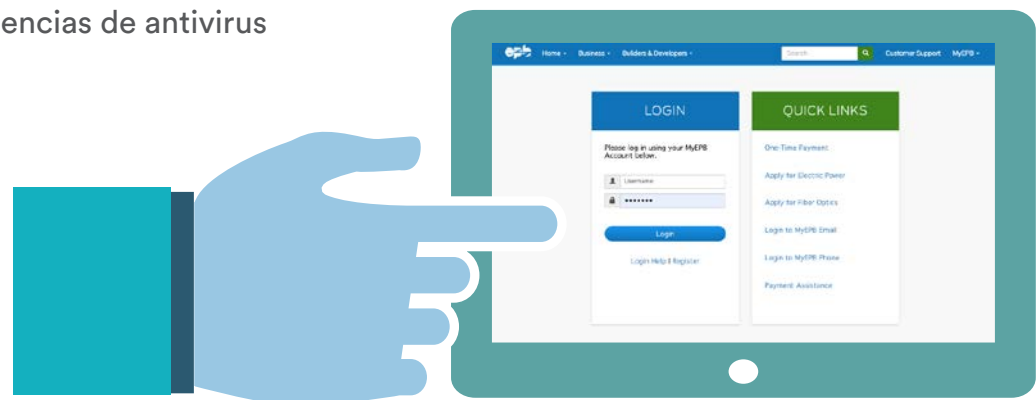 encias de antivirus
epb Home Business Builders & Developers Search Customer Support MyEPB
LOGIN
Please log in using your MyEPB
Account below.
Username
Login
Login Help | Register
QUICK LINKS
One-Time Payment
Apply for Electric Power
Apply for Fiber Optics
Login to MyEPB Email
Login to MyEPB Phone
Payment Assistance